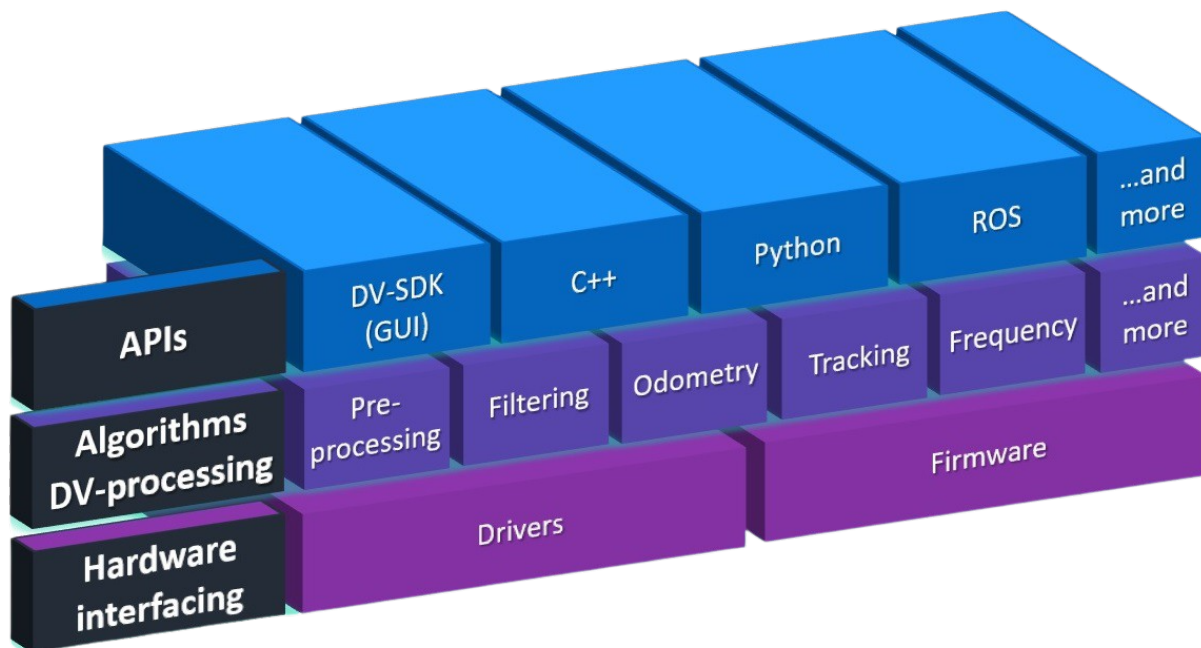 APIs
DV-SDK
(GUI)
C++
Python
ROS
...and
more
Algorithms
DV-processing
Pre-
processing
Filtering
Odometry
Tracking
Frequency
...and
more
Hardware
interfacing
Drivers
Firmware